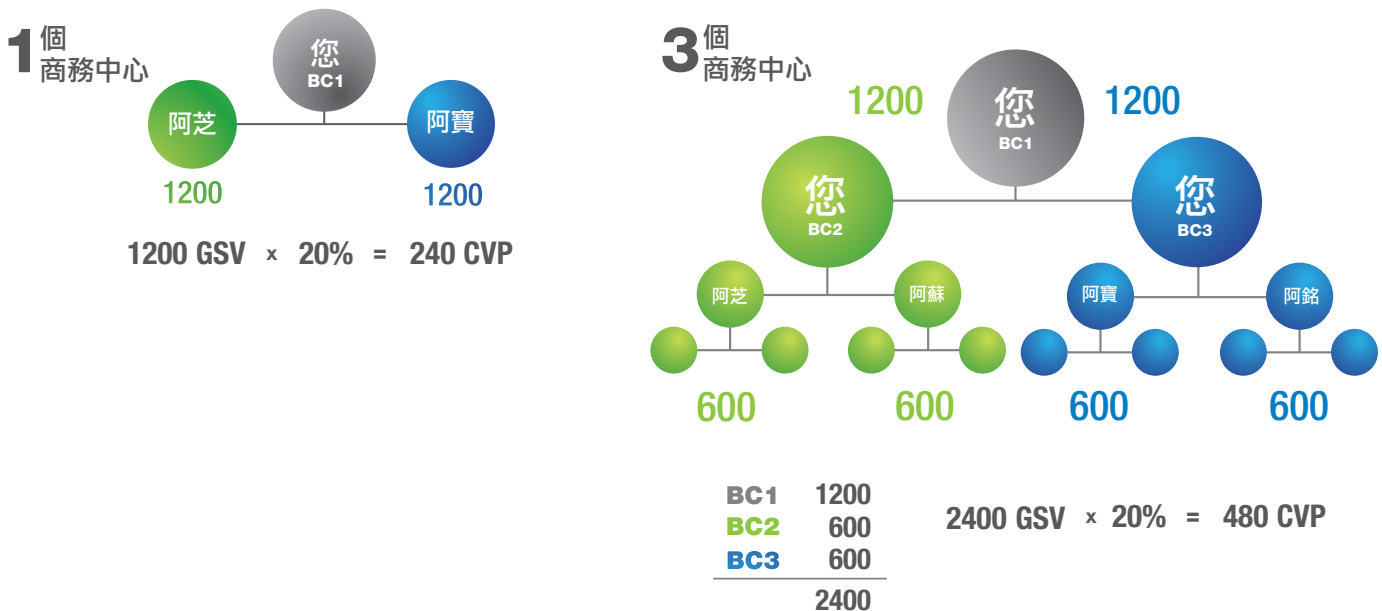 1個
商務中心
您
BC1
阿芝
阿寶
1200
1200
1200 GSV x 20% = 240 CVP
3個
商務中心
1200
您
BC1
1200
您
BC2
您
BC3
阿芝
阿蘇
阿寶
阿銘
600
600
600
600
BC1 1200
BC2 600
BC3 600
2400
2400 GSV x 20% = 480 CVP